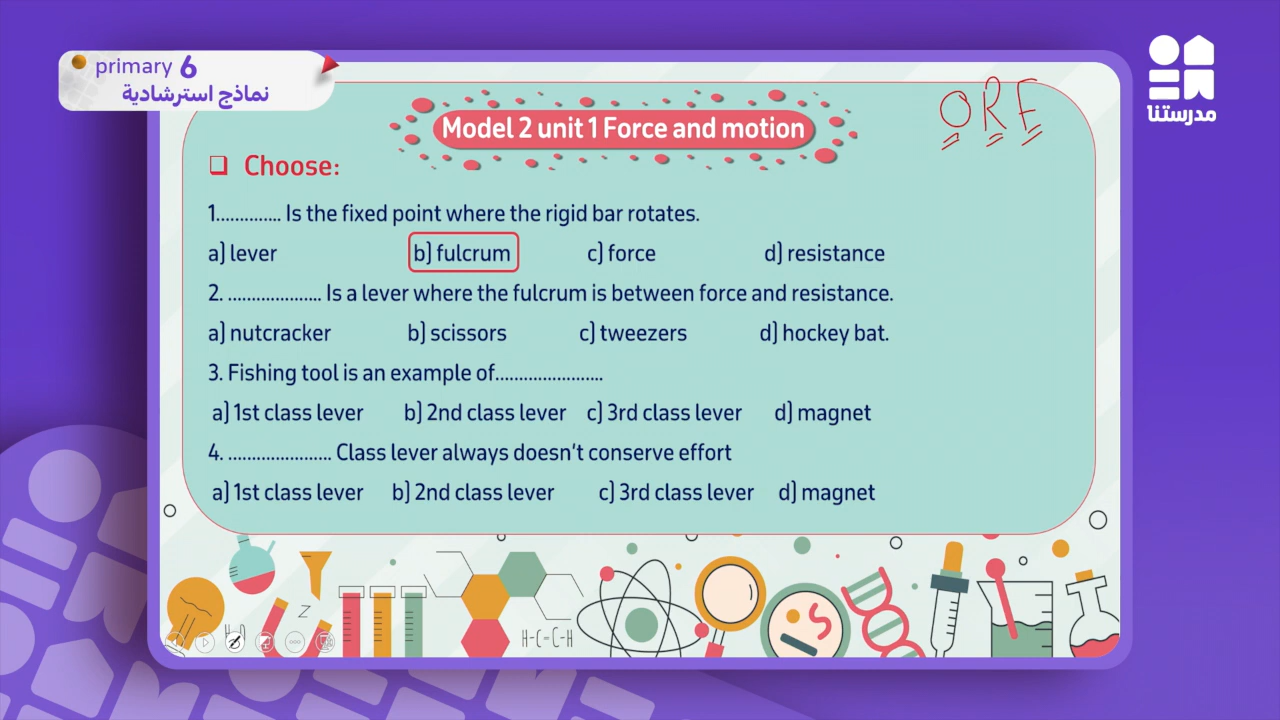 primary 6
نماذج استرشادية
مدرستنا
O R F
Model 2 unit 1 Force and motion
❑ Choose:
1............. Is the fixed point where the rigid bar rotates.
a) lever b) fulcrum c) force d) resistance
2. .................... Is a lever where the fulcrum is between force and resistance.
a) nutcracker b) scissors c) tweezers d) hockey bat.
3. Fishing tool is an example of.......................
a) 1st class lever b) 2nd class lever c) 3rd class lever d) magnet
4. ...................... Class lever always doesn't conserve effort
a) 1st class lever b) 2nd class lever c) 3rd class lever d) magnet
H-C=C-H